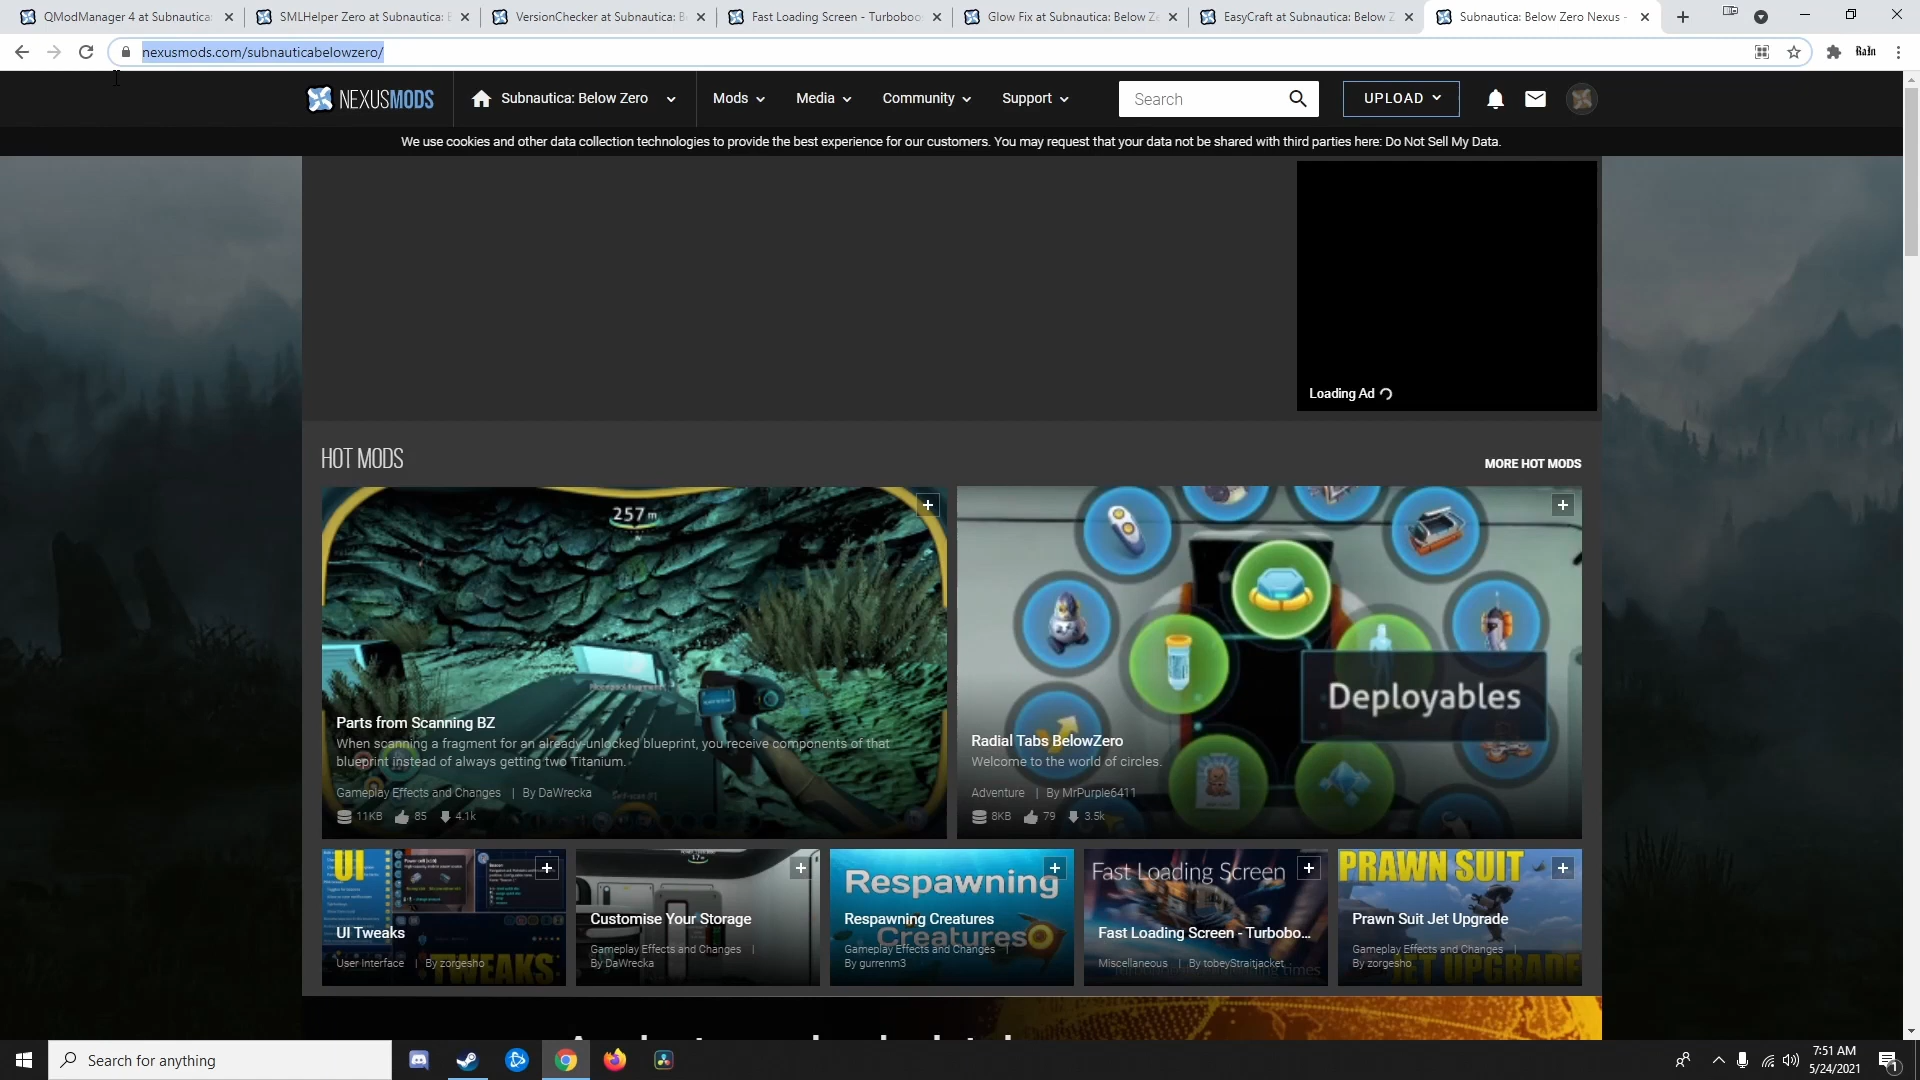 QModManager 4 at Subnautica:
SMLHelper Zero at Subnautica: B
VersionChecker at Subnautica: B
Fast Loading Screen - Turboboo
Glow Fix at Subnautica: Below Ze
EasyCraft at Subnautica: Below Z
Subnautica: Below Zero Nexus -
nexusmods.com/subnauticabelowzero/
NEXUSMODS
Subnautica: Below Zero
Mods
Media
Community
Support
Search
UPLOAD
We use cookies and other data collection technologies to provide the best experience for our customers. You may request that your data not be shared with third parties here: Do Not Sell My Data.
Loading Ad
HOT MODS
MORE HOT MODS
257m
Parts from Scanning BZ
When scanning a fragment for an already-unlocked blueprint, you receive components of that
blueprint instead of always getting two Titanium.
Gameplay Effects and Changes | By DaWrecka
11KB 85 4.1k
Deployables
Radial Tabs BelowZero
Welcome to the world of circles.
Adventure | By MrPurple6411
8KB 79 3.5k
UI
UI Tweaks
User Interface | By zorgesho
TWEAKS
Customise Your Storage
Gameplay Effects and Changes |
By DaWrecka
Respawning
Creatures
Respawning Creatures
Gameplay Effects and Changes |
By gurrenm3
Fast Loading Screen
Fast Loading Screen - Turbobo...
Miscellaneous | By tobeyStraitjacket
PRAWN SUIT
Prawn Suit Jet Upgrade
Gameplay Effects and Changes |
By zorgesho
JET UPGRADE
Search for anything
7:51 AM
5/24/2021
1